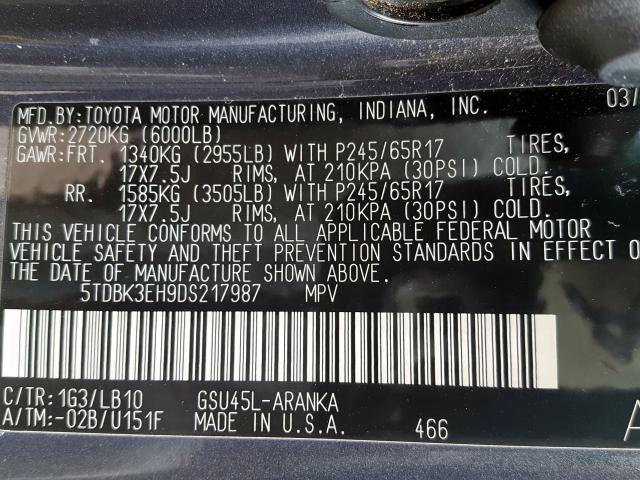 MFD.BY:TOYOTA MOTOR MANUFACTURING, INDIANA, INC. 03/
GVWR:2720KG (6000LB)
GAWR:FRT. 1340KG (2955LB) WITH P245/65R17 TIRES,
17X7.5J RIMS, AT 210KPA (30PSI) COLD.
RR. 1585KG (3505LB) WITH P245/65R17 TIRES,
17X7.5J RIMS, AT 210KPA (30PSI) COLD.
THIS VEHICLE CONFORMS TO ALL APPLICABLE FEDERAL MOTOR
VEHICLE SAFETY AND THEFT PREVENTION STANDARDS IN EFFECT O
THE DATE OF MANUFACTURE SHOWN ABOVE.
5TDBK3EH9DS217987 MPV
C/TR:1G3/LB10 GSU45L-ARANKA
A/TM:-02B/U151F MADE IN U.S.A. 466 A